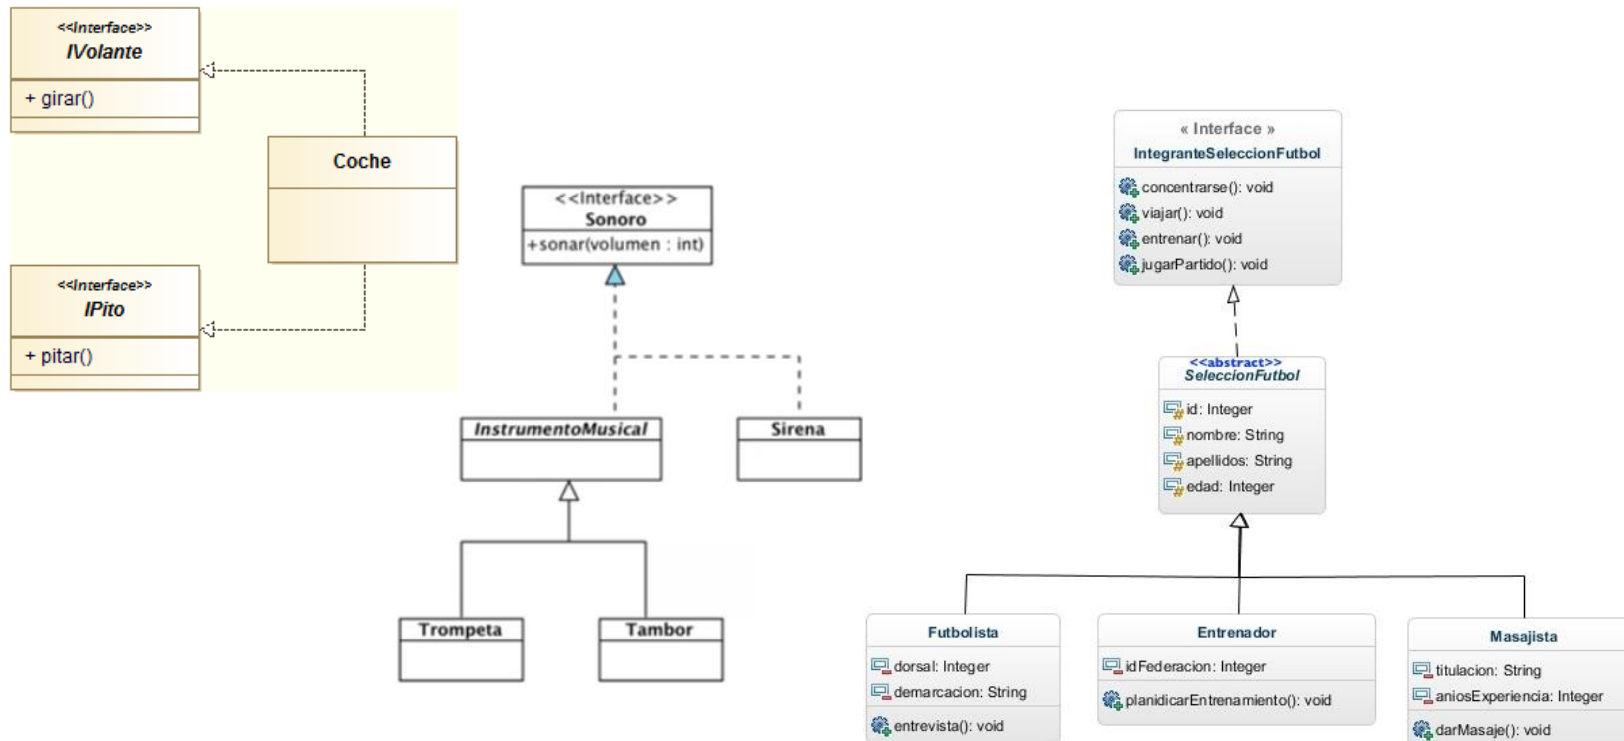 <<Interface>>
IVolante
+ girar()
Coche
<<Interface>>
IPito
+ pitar()
<<Interface>>
Sonoro
+sonar(volumen : int)
InstrumentoMusical
Sirena
Trompeta
Tambor
« Interface »
IntegranteSeleccionFutbol
concentrarse(): void
viajar(): void
entrenar(): void
jugarPartido(): void
<<abstract>>
SeleccionFutbol
id: Integer
nombre: String
apellidos: String
edad: Integer
Futbolista
dorsal: Integer
demarcacion: String
entrevista(): void
Entrenador
idFederacion: Integer
planidicarEntrenamiento(): void
Masajista
titulacion: String
aniosExperiencia: Integer
darMasaje(): void